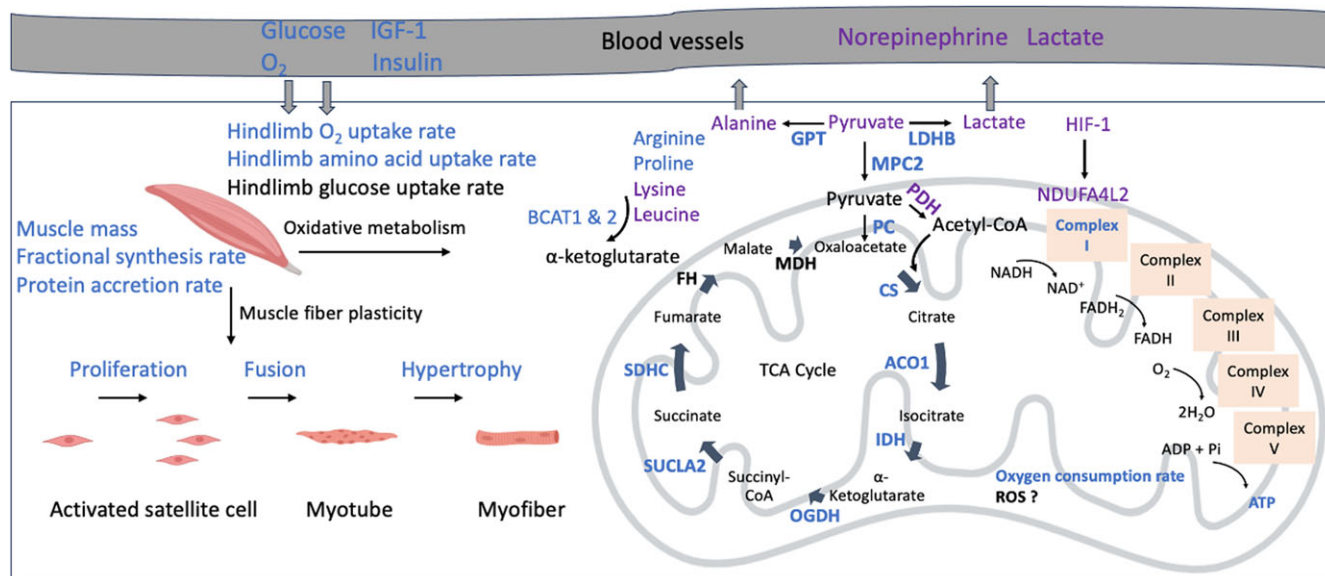 Glucose IGF-1
O₂ Insulin
Blood vessels
Norepinephrine Lactate
Hindlimb O₂ uptake rate
Hindlimb amino acid uptake rate
Hindlimb glucose uptake rate
Muscle mass
Fractional synthesis rate
Protein accretion rate
Oxidative metabolism
Muscle fiber plasticity
Proliferation
Fusion
Hypertrophy
Activated satellite cell
Myotube
Myofiber
Arginine
Proline
Lysine
Leucine
BCAT1 & 2
α-ketoglutarate
Alanine
GPT
Pyruvate
LDHB
Lactate
MPC2
HIF-1
NDUFA4L2
Pyruvate
PDH
PC
Acetyl-CoA
Malate
MDH
Oxaloacetate
FH
CS
Fumarate
Citrate
SDHC
TCA Cycle
ACO1
Succinate
Isocitrate
IDH
SUCLA2
Succinyl-
CoA
OGDH
α-
Ketoglutarate
Complex
I
NADH
NAD⁺
Complex
II
FADH₂
FADH
Complex
III
O₂
2H₂O
Complex
IV
ADP + Pi
ATP
Complex
V
Oxygen consumption rate
ROS ?